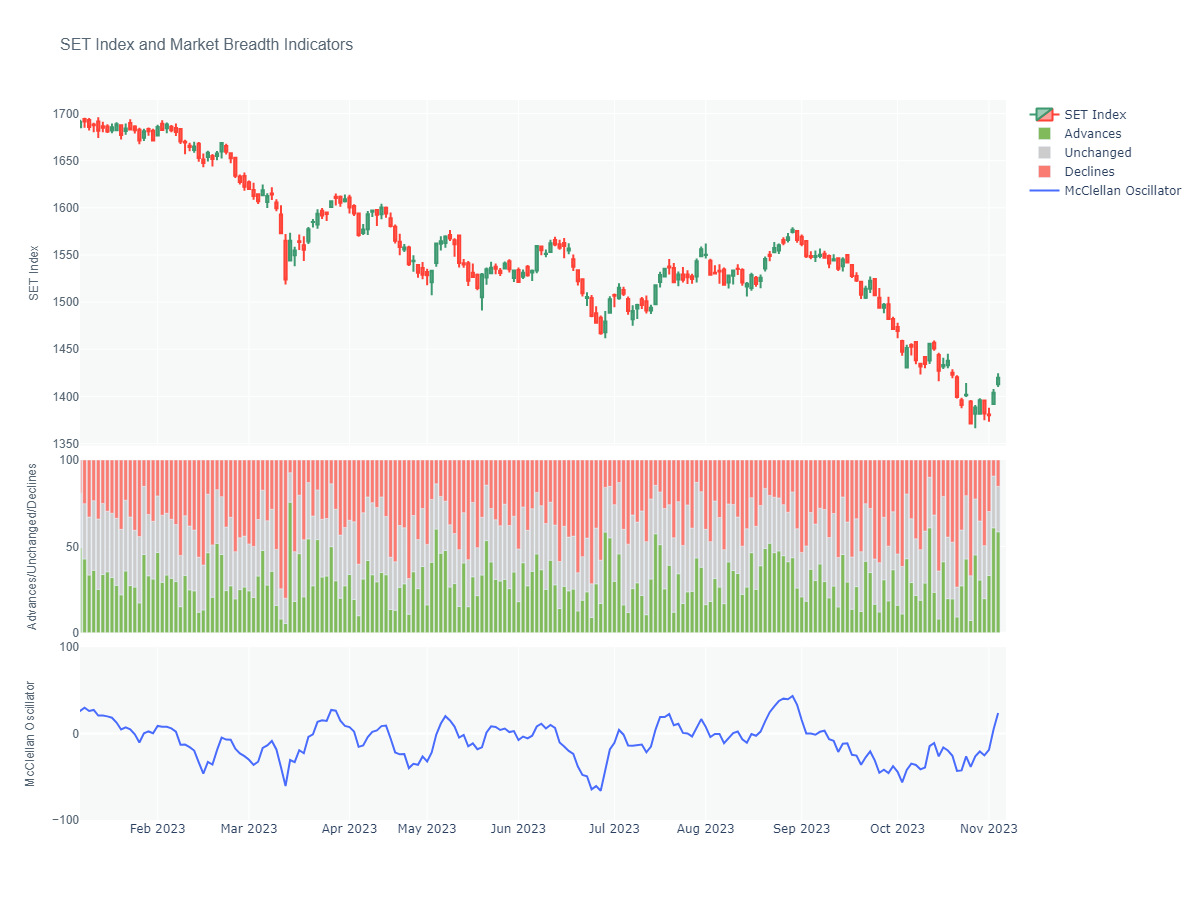 SET Index and Market Breadth Indicators
SET Index
Advances
Unchanged
Declines
McClellan Oscillator
SET Index
1700
1650
1600
1550
1500
1450
1400
1350
Advances/Unchanged/Declines
100
50
0
McClellan Oscillator
100
0
−100
Feb 2023 Mar 2023 Apr 2023 May 2023 Jun 2023 Jul 2023 Aug 2023 Sep 2023 Oct 2023 Nov 2023